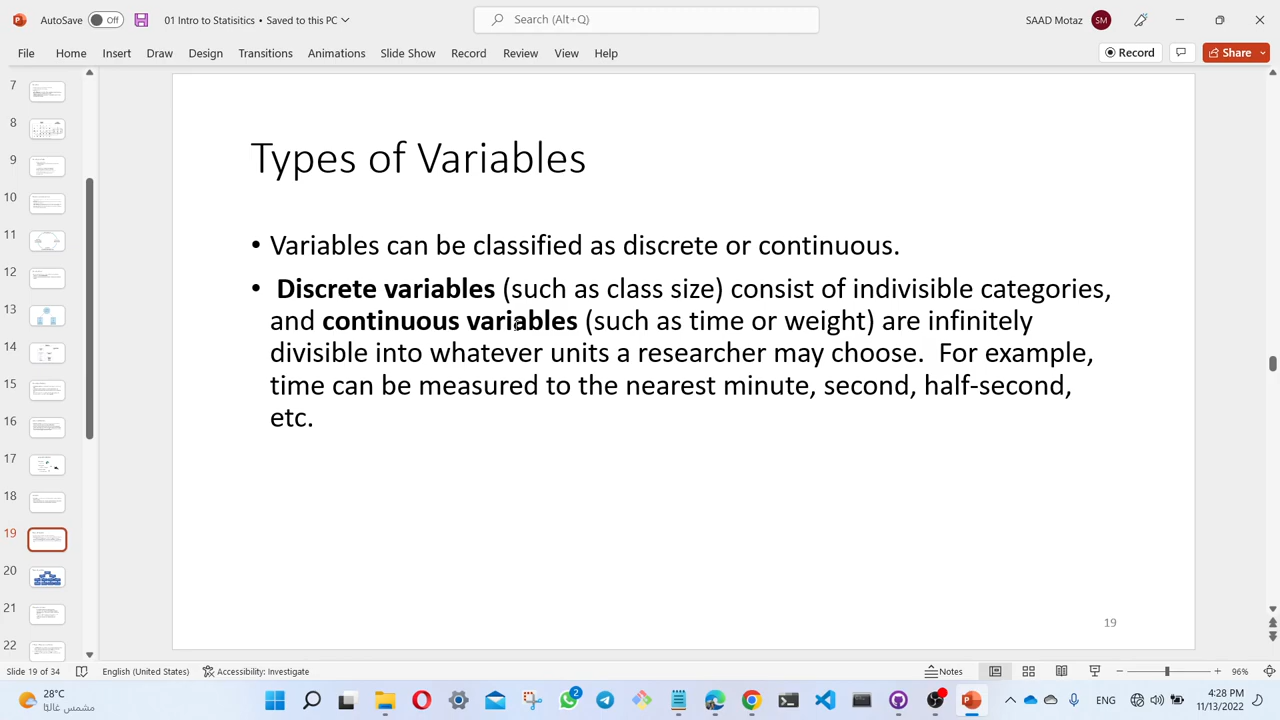 AutoSave Off 01 Intro to Statisitics • Saved to this PC Search (Alt+Q) SAAD Motaz SM
File Home Insert Draw Design Transitions Animations Slide Show Record Review View Help Record Share
7
8
9
10
11
12
13
14
15
16
17
18
19
20
21
22
Types of Variables
• Variables can be classified as discrete or continuous.
• Discrete variables (such as class size) consist of indivisible categories,
and continuous variables (such as time or weight) are infinitely
divisible into whatever units a researcher may choose. For example,
time can be measured to the nearest minute, second, half-second,
etc.
19
Slide 19 of 34 English (United States) Accessibility: Investigate Notes 96%
28°C
مشمس غالبًا
2
ENG
4:28 PM
11/13/2022